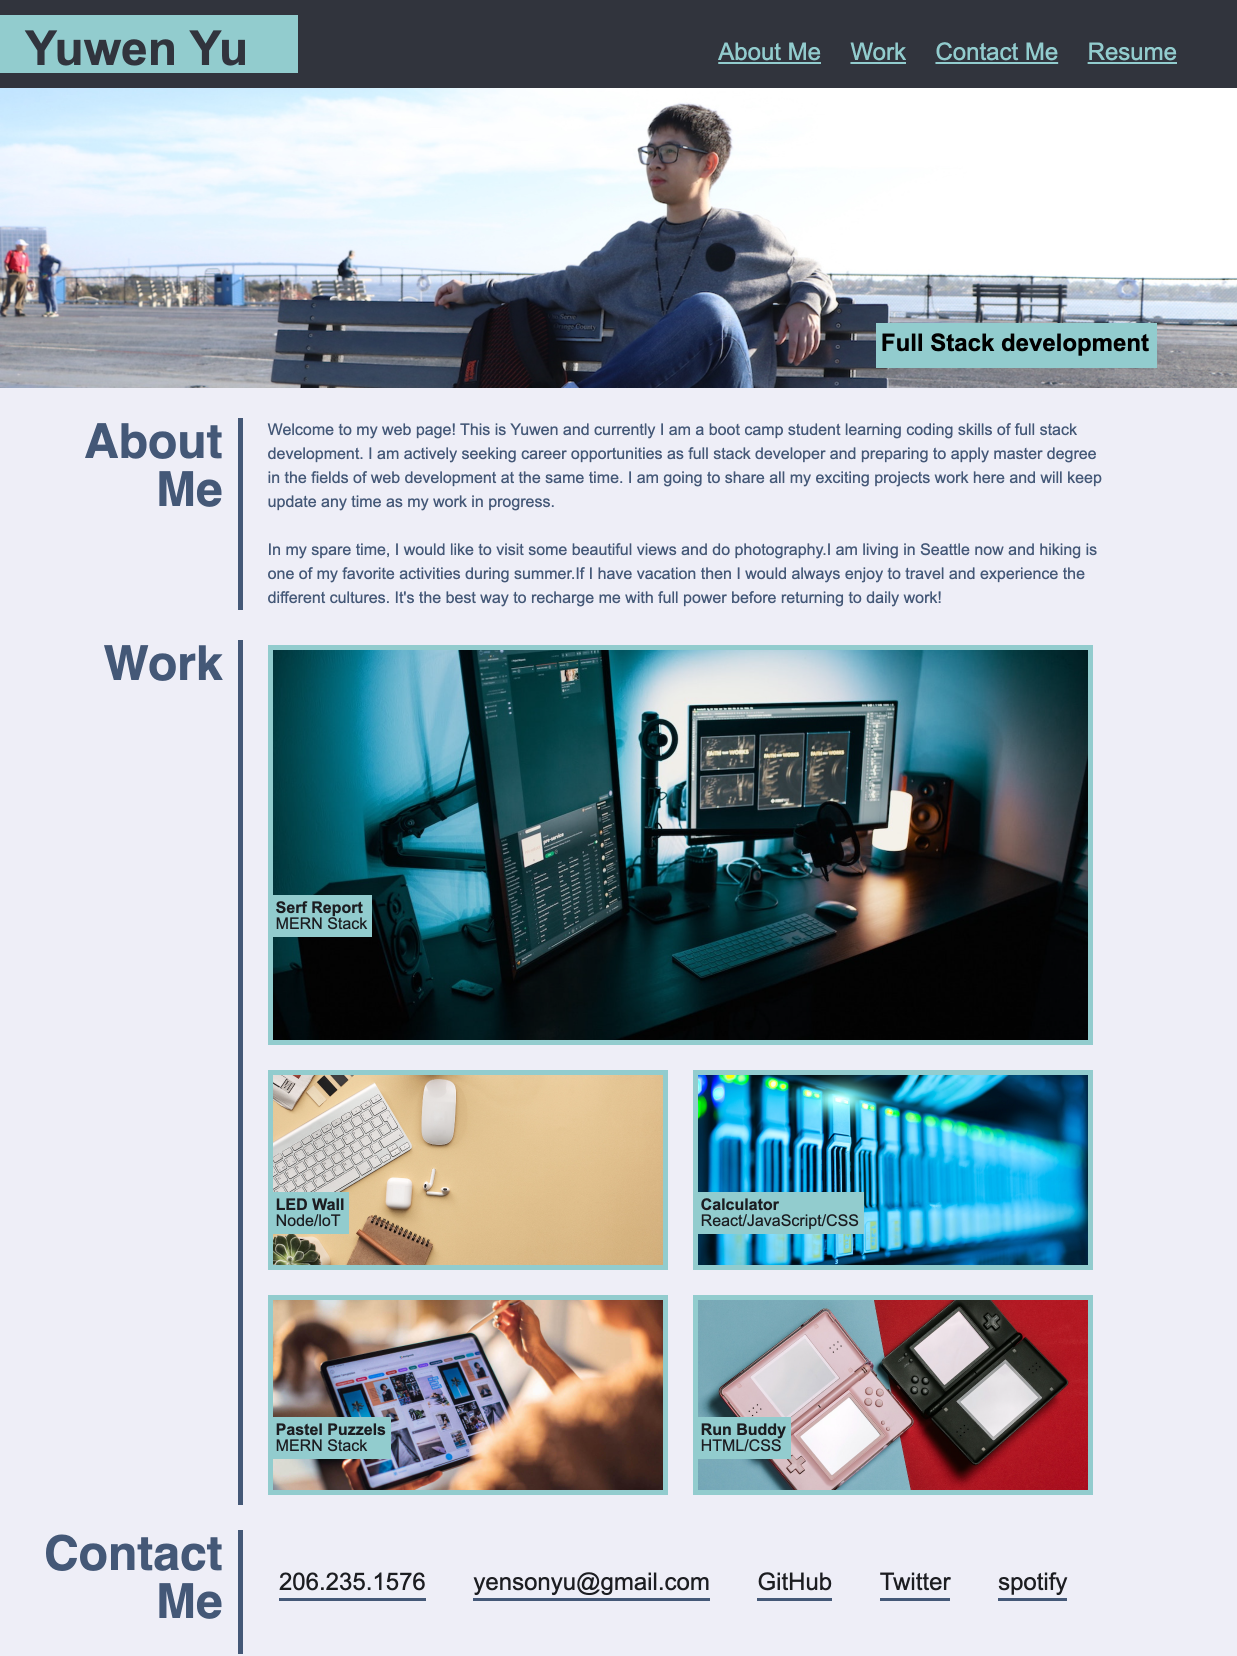 Yuwen Yu
About Me Work Contact Me Resume
Full Stack development
About
Me
Welcome to my web page! This is Yuwen and currently I am a boot camp student learning coding skills of full stack
development. I am actively seeking career opportunities as full stack developer and preparing to apply master degree
in the fields of web development at the same time. I am going to share all my exciting projects work here and will keep
update any time as my work in progress.
In my spare time, I would like to visit some beautiful views and do photography.I am living in Seattle now and hiking is
one of my favorite activities during summer.If I have vacation then I would always enjoy to travel and experience the
different cultures. It's the best way to recharge me with full power before returning to daily work!
Work
Serf Report
MERN Stack
LED Wall
Node/IoT
Calculator
React/JavaScript/CSS
Pastel Puzzels
MERN Stack
Run Buddy
HTML/CSS
Contact
Me
206.235.1576 yensonyu@gmail.com GitHub Twitter spotify